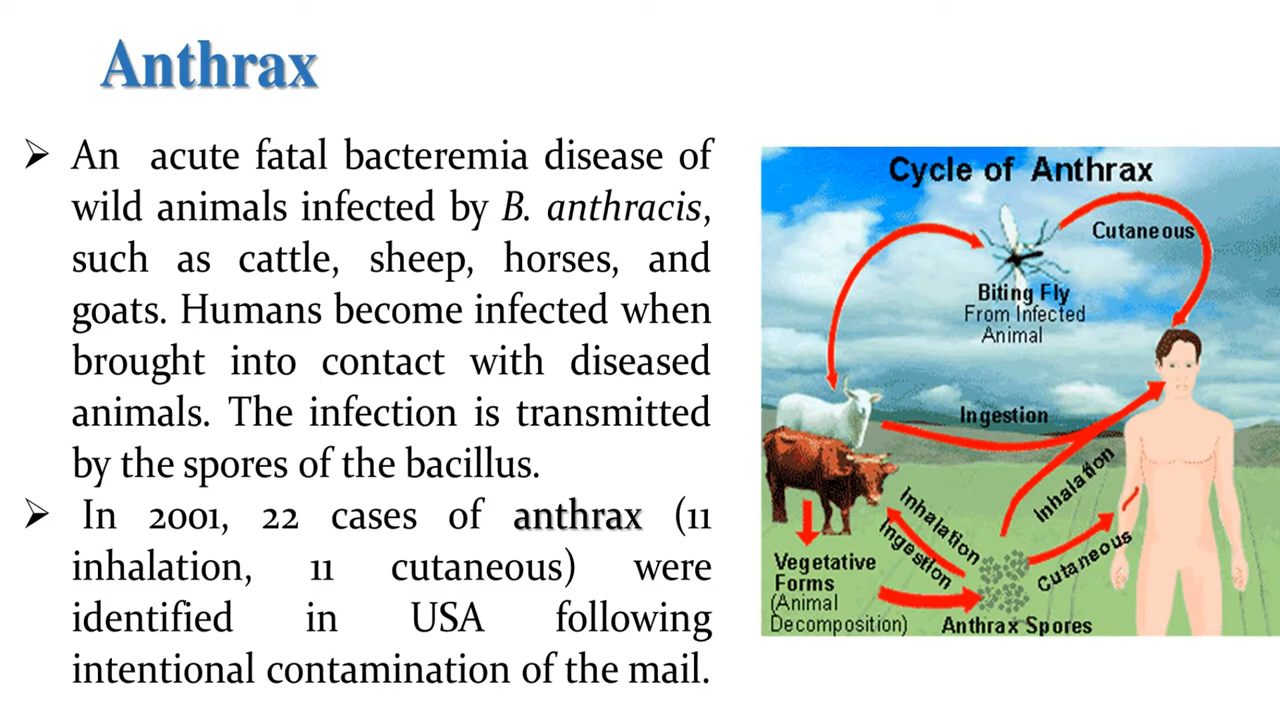 Anthrax
➢ An acute fatal bacteremia disease of
wild animals infected by B. anthracis,
such as cattle, sheep, horses, and
goats. Humans become infected when
brought into contact with diseased
animals. The infection is transmitted
by the spores of the bacillus.
➢ In 2001, 22 cases of anthrax (11
inhalation, 11 cutaneous) were
identified in USA following
intentional contamination of the mail.
Cycle of Anthrax
Cutaneous
Biting Fly
From Infected
Animal
Ingestion
Inhalation
Inhalation
Ingestion
Cutaneous
Vegetative
Forms
(Animal
Decomposition)
Anthrax Spores